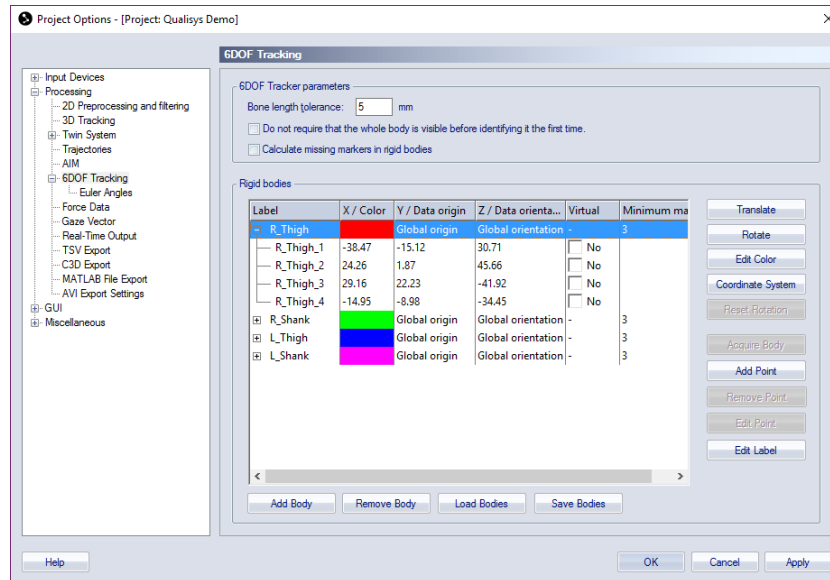 Project Options - [Project: Qualisys Demo]
6DOF Tracking
Input Devices
Processing
2D Preprocessing and filtering
3D Tracking
Twin System
Trajectories
AIM
6DOF Tracking
Euler Angles
Force Data
Gaze Vector
Real-Time Output
TSV Export
C3D Export
MATLAB File Export
AVI Export Settings
GUI
Miscellaneous
6DOF Tracker parameters
Bone length tolerance: 5 mm
Do not require that the whole body is visible before identifying it the first time.
Calculate missing markers in rigid bodies
Rigid bodies
Label X / Color Y / Data origin Z / Data orienta... Virtual Minimum ma
R_Thigh Global origin Global orientation - 3
R_Thigh_1 -38.47 -15.12 30.71 No
R_Thigh_2 24.26 1.87 45.66 No
R_Thigh_3 29.16 22.23 -41.92 No
R_Thigh_4 -14.95 -8.98 -34.45 No
R_Shank Global origin Global orientation - 3
L_Thigh Global origin Global orientation - 3
L_Shank Global origin Global orientation - 3
Translate
Rotate
Edit Color
Coordinate System
Reset Rotation
Acquire Body
Add Point
Remove Point
Edit Point
Edit Label
Add Body Remove Body Load Bodies Save Bodies
Help OK Cancel Apply